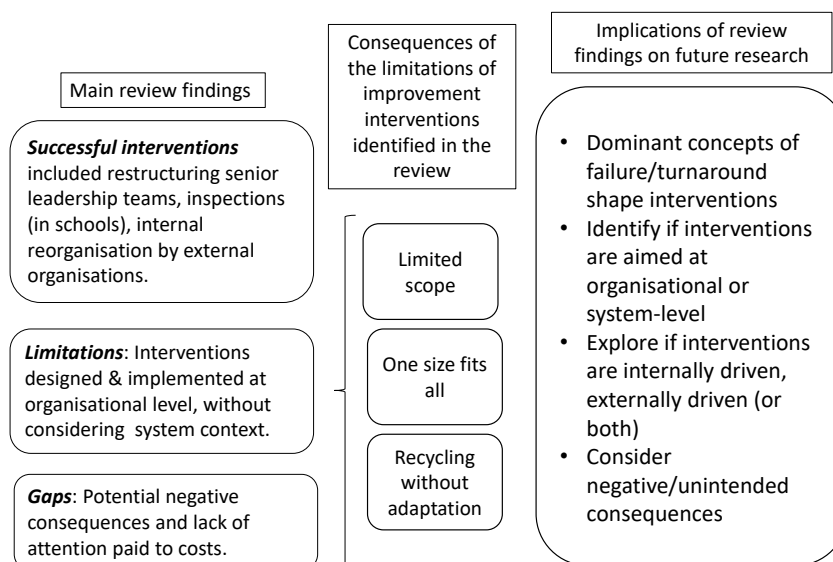 Main review findings
Successful interventions
included restructuring senior
leadership teams, inspections
(in schools), internal
reorganisation by external
organisations.
Limitations: Interventions
designed & implemented at
organisational level, without
considering system context.
Gaps: Potential negative
consequences and lack of
attention paid to costs.
Consequences of
the limitations of
improvement
interventions
identified in the
review
Limited
scope
One size fits
all
Recycling
without
adaptation
Implications of review
findings on future research
• Dominant concepts of
failure/turnaround
shape interventions
• Identify if interventions
are aimed at
organisational or
system-level
• Explore if interventions
are internally driven,
externally driven (or
both)
• Consider
negative/unintended
consequences